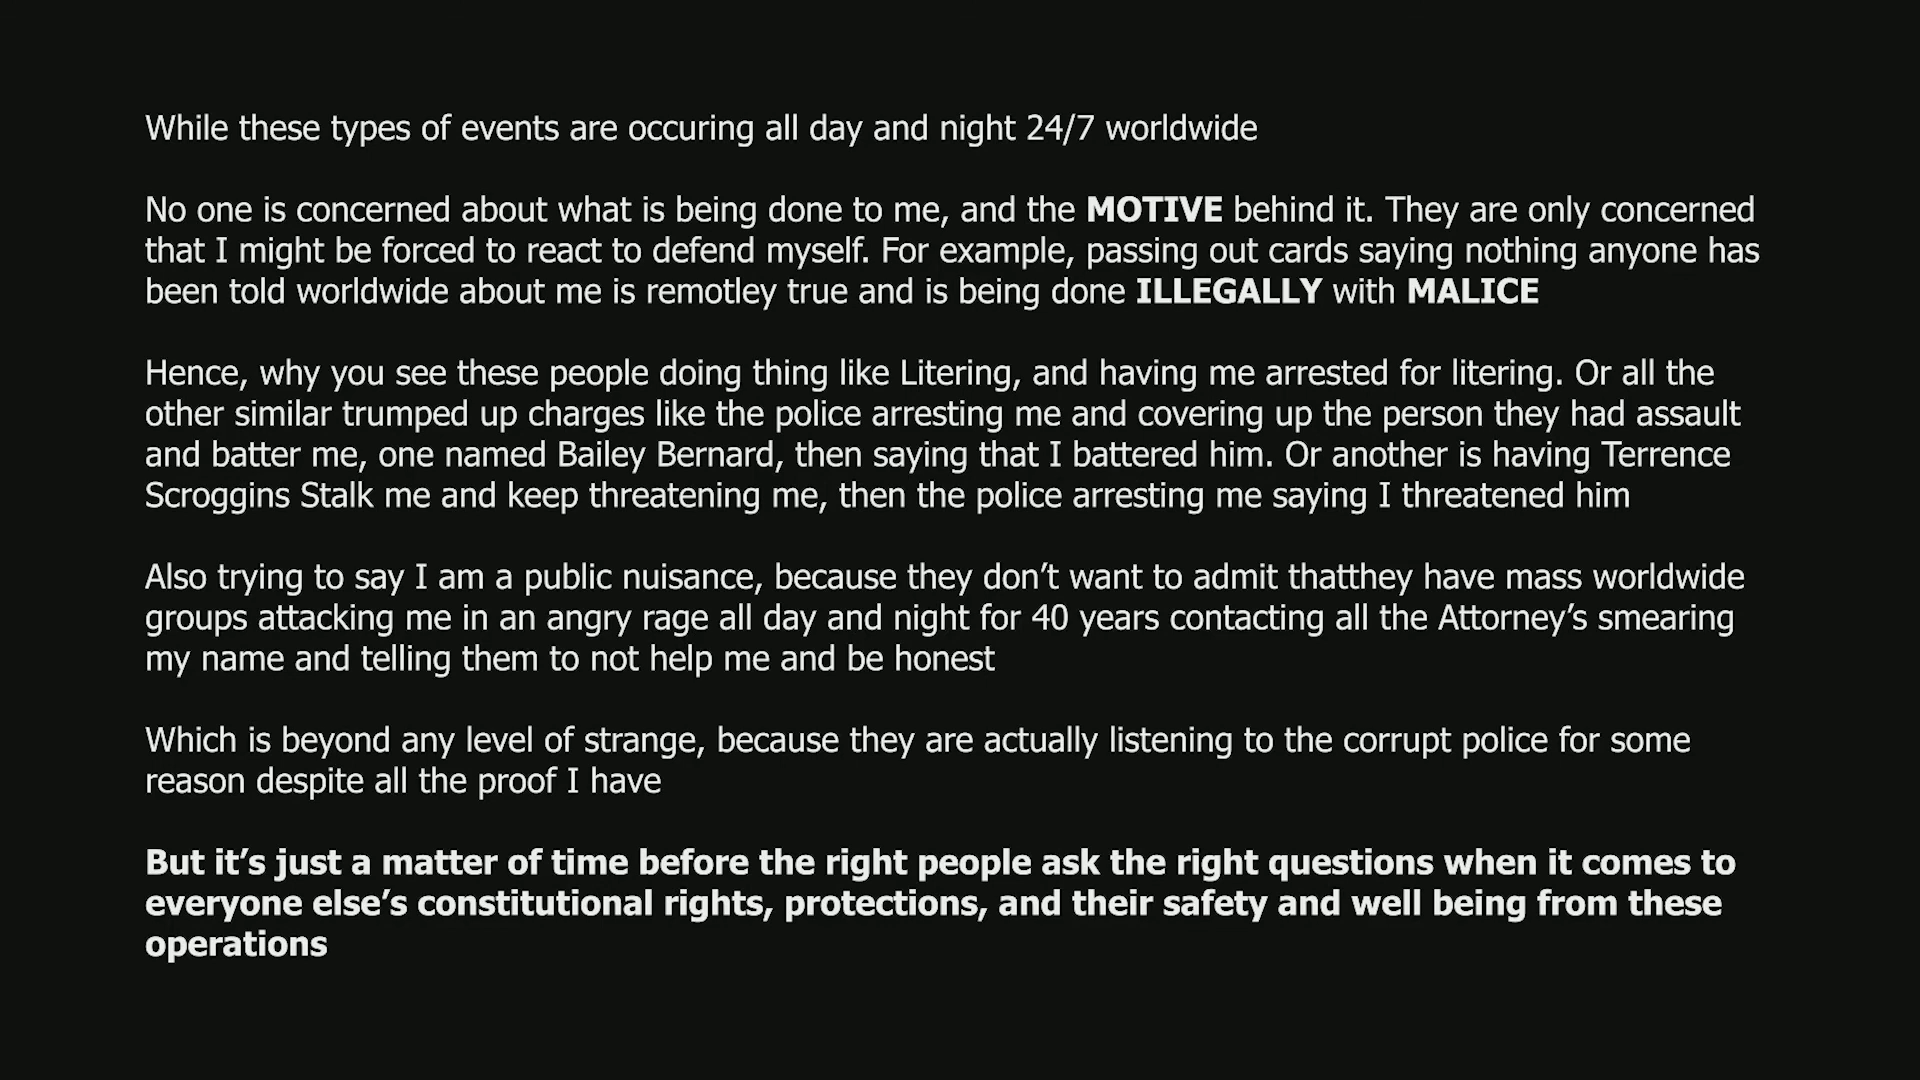 While these types of events are occuring all day and night 24/7 worldwide
No one is concerned about what is being done to me, and the MOTIVE behind it. They are only concerned
that I might be forced to react to defend myself. For example, passing out cards saying nothing anyone has
been told worldwide about me is remotley true and is being done ILLEGALLY with MALICE
Hence, why you see these people doing thing like Litering, and having me arrested for litering. Or all the
other similar trumped up charges like the police arresting me and covering up the person they had assault
and batter me, one named Bailey Bernard, then saying that I battered him. Or another is having Terrence
Scroggins Stalk me and keep threatening me, then the police arresting me saying I threatened him
Also trying to say I am a public nuisance, because they don’t want to admit thatthey have mass worldwide
groups attacking me in an angry rage all day and night for 40 years contacting all the Attorney’s smearing
my name and telling them to not help me and be honest
Which is beyond any level of strange, because they are actually listening to the corrupt police for some
reason despite all the proof I have
But it’s just a matter of time before the right people ask the right questions when it comes to
everyone else’s constitutional rights, protections, and their safety and well being from these
operations